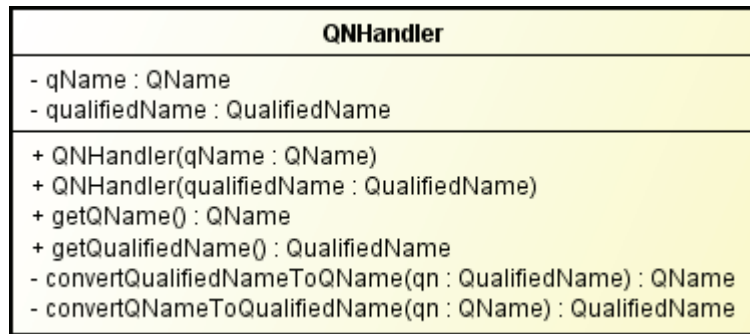 QNHandler
- qName : QName
- qualifiedName : QualifiedName
+ QNHandler(qName : QName)
+ QNHandler(qualifiedName : QualifiedName)
+ getQName() : QName
+ getQualifiedName() : QualifiedName
- convertQualifiedNameToQName(qn : QualifiedName) : QName
- convertQNameToQualifiedName(qn : QName) : QualifiedName